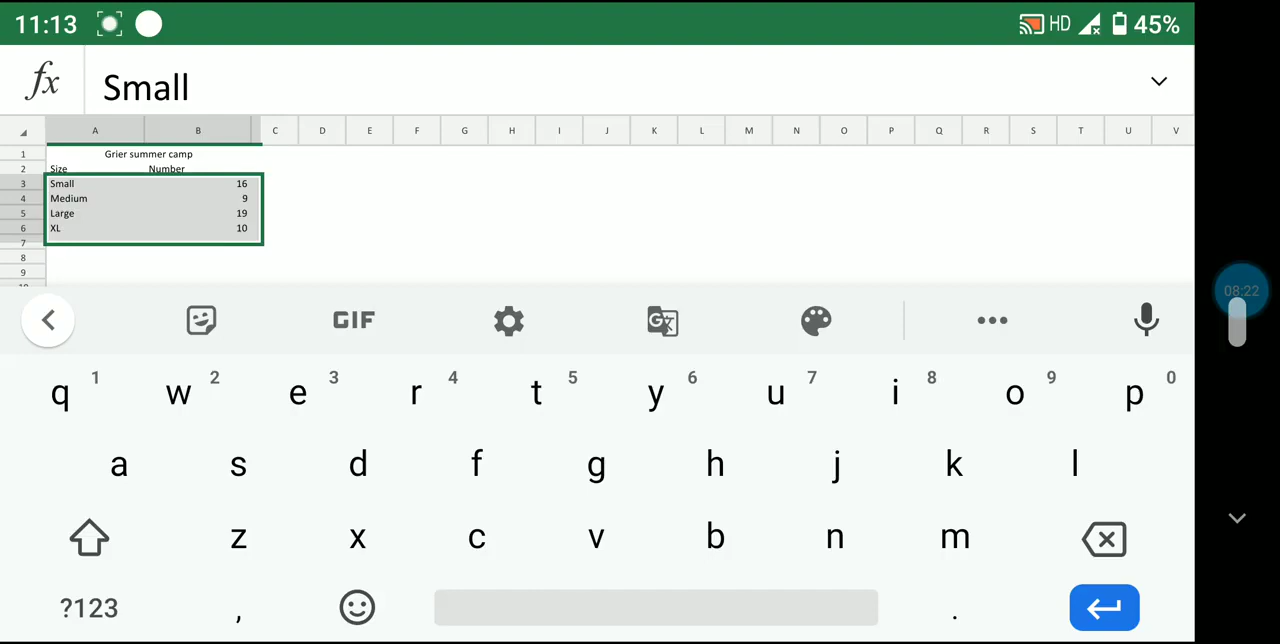 11:13 HD 45%
fx Small
A B C D E F G H I J K L M N O P Q R S T U V
1 Grier summer camp
2 Size Number
3 Small 16
4 Medium 9
5 Large 19
6 XL 10
7
8
9
08:22
GIF
q 1 w 2 e 3 r 4 t 5 y 6 u 7 i 8 o 9 p 0
a s d f g h j k l
z x c v b n m
?123 , .